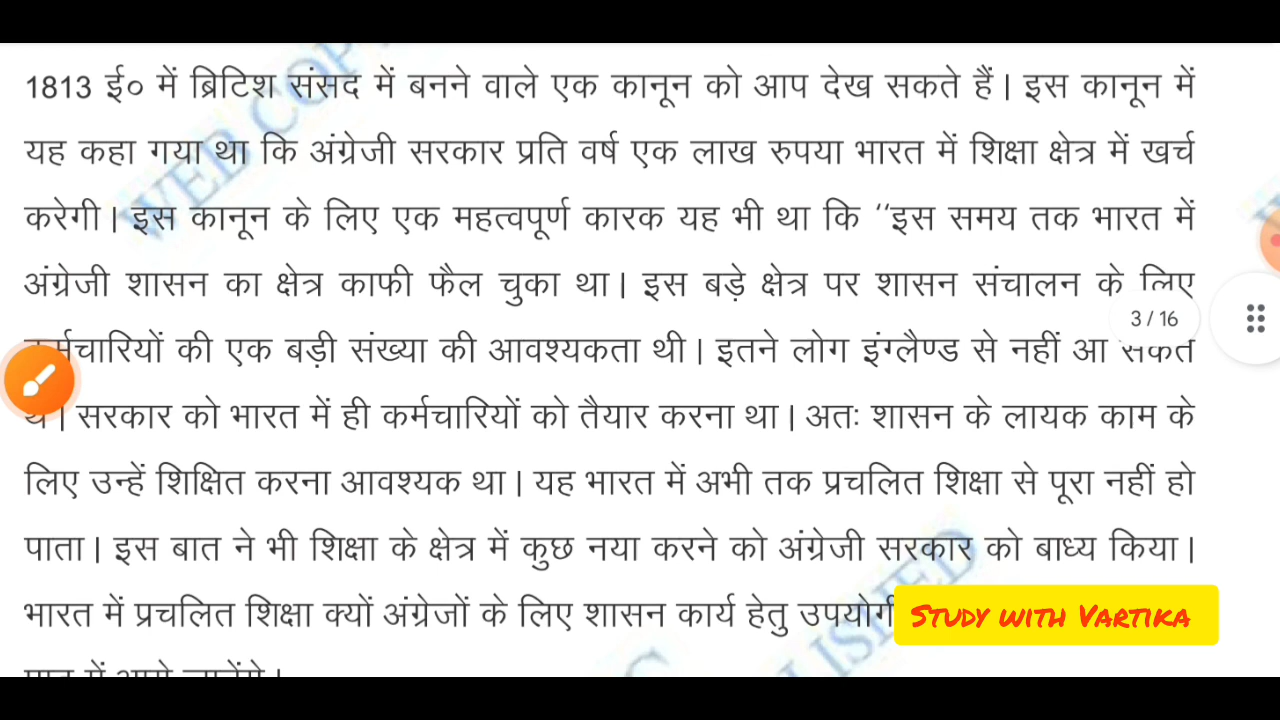 1813 ई० में ब्रिटिश संसद में बनने वाले एक कानून को आप देख सकते हैं। इस कानून में
यह कहा गया था कि अंग्रेजी सरकार प्रति वर्ष एक लाख रुपया भारत में शिक्षा क्षेत्र में खर्च
करेगी। इस कानून के लिए एक महत्वपूर्ण कारक यह भी था कि ‘‘इस समय तक भारत में
अंग्रेजी शासन का क्षेत्र काफी फैल चुका था। इस बड़े क्षेत्र पर शासन संचालन के लिए
3 / 16
कर्मचारियों की एक बड़ी संख्या की आवश्यकता थी। इतने लोग इंग्लैण्ड से नहीं आ सकते
थे। सरकार को भारत में ही कर्मचारियों को तैयार करना था। अतः शासन के लायक काम के
लिए उन्हें शिक्षित करना आवश्यक था। यह भारत में अभी तक प्रचलित शिक्षा से पूरा नहीं हो
पाता। इस बात ने भी शिक्षा के क्षेत्र में कुछ नया करने को अंग्रेजी सरकार को बाध्य किया।
भारत में प्रचलित शिक्षा क्यों अंग्रेजों के लिए शासन कार्य हेतु उपयोगी
STUDY WITH VARTIKA
WEB COPY